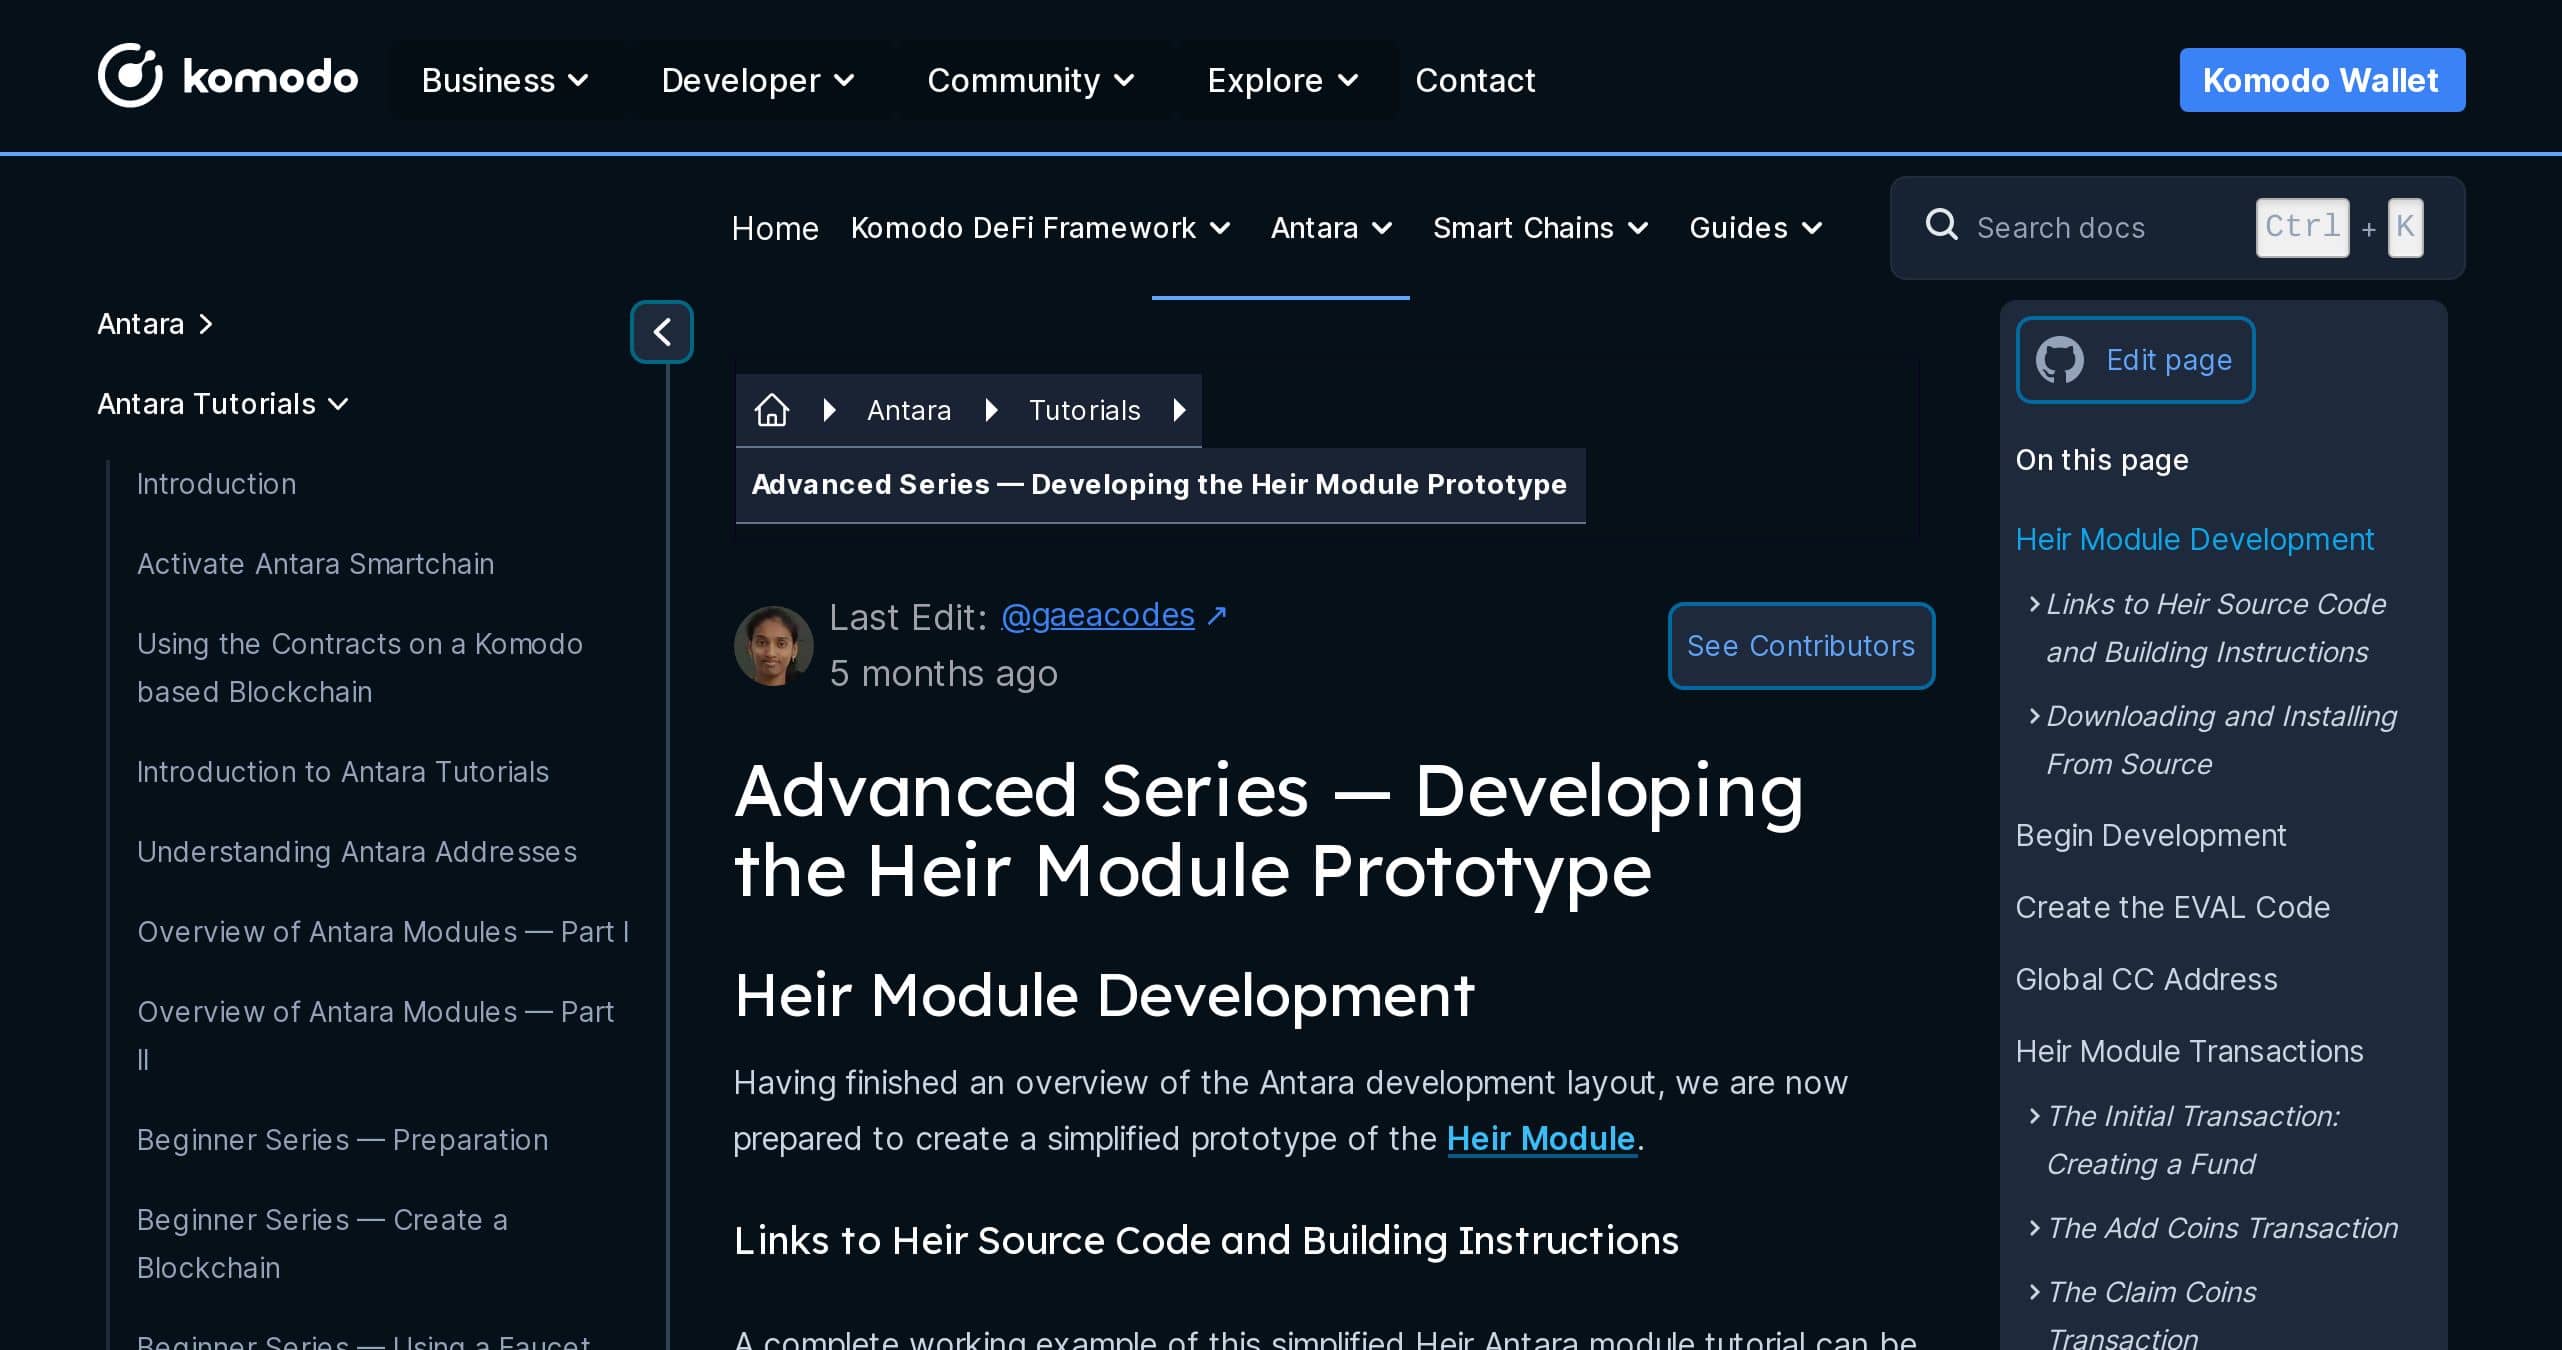 komodo Business Developer Community Explore Contact Komodo Wallet
Home Komodo DeFi Framework Antara Smart Chains Guides Search docs Ctrl + K
Antara
Antara Tutorials
Introduction
Activate Antara Smartchain
Using the Contracts on a Komodo
based Blockchain
Introduction to Antara Tutorials
Understanding Antara Addresses
Overview of Antara Modules — Part I
Overview of Antara Modules — Part
II
Beginner Series — Preparation
Beginner Series — Create a
Blockchain
Beginner Series — Using a Faucet
Antara Tutorials
Advanced Series — Developing the Heir Module Prototype
Last Edit: @gaeacodes ↗
5 months ago
See Contributors
Advanced Series — Developing
the Heir Module Prototype
Heir Module Development
Having finished an overview of the Antara development layout, we are now
prepared to create a simplified prototype of the Heir Module.
Links to Heir Source Code and Building Instructions
A complete working example of this simplified Heir Antara module tutorial can be
Edit page
On this page
Heir Module Development
Links to Heir Source Code
and Building Instructions
Downloading and Installing
From Source
Begin Development
Create the EVAL Code
Global CC Address
Heir Module Transactions
The Initial Transaction:
Creating a Fund
The Add Coins Transaction
The Claim Coins
Transaction